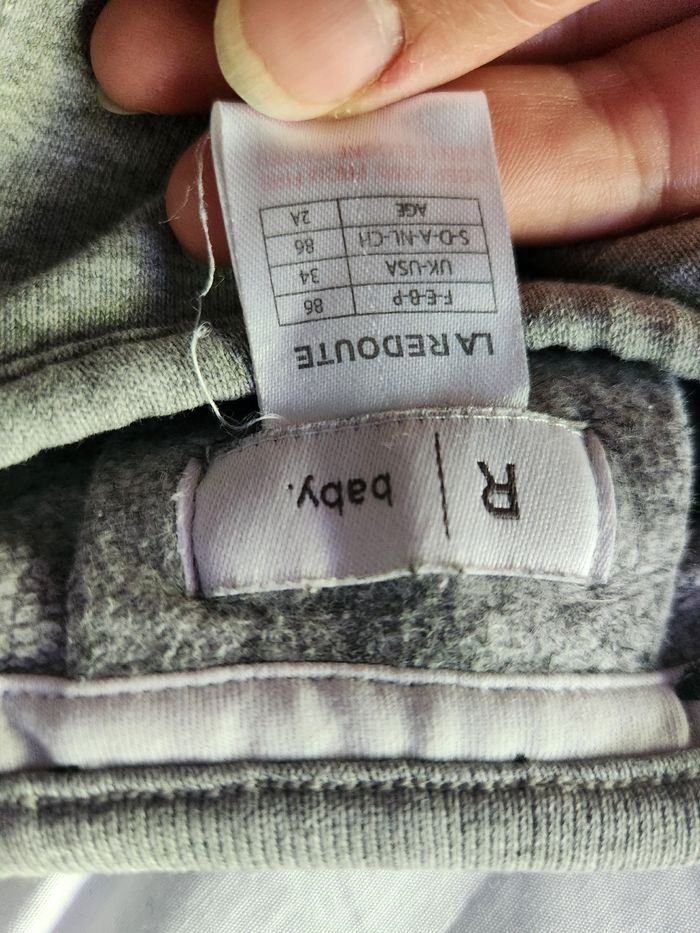 R baby.
LA REDOUTE
F-E-B-P 86
UK-USA 34
S-D-A-NL-CH 86
AGE 2A